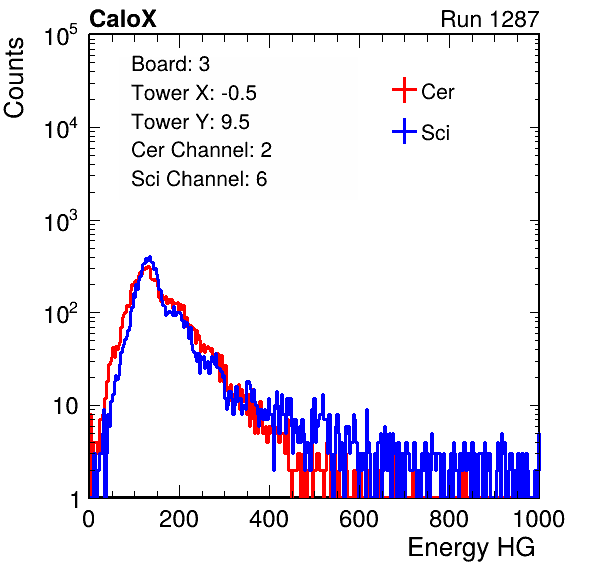 CaloX Run 1287
Counts
Board: 3
Tower X: -0.5
Tower Y: 9.5
Cer Channel: 2
Sci Channel: 6
Cer
Sci
10^5
10^4
10^3
10^2
10
1
0 200 400 600 800 1000
Energy HG